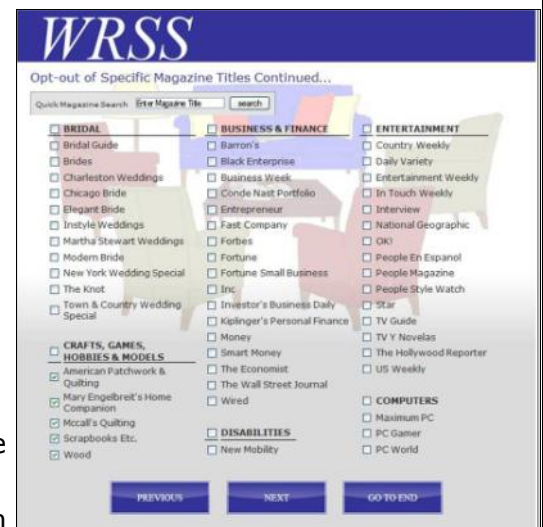 WRSS
Opt-out of Specific Magazine Titles Continued...
Quick Magazine Search Enter Magazine Title search
BRIDAL
Bridal Guide
Brides
Charleston Weddings
Chicago Bride
Elegant Bride
Instyle Weddings
Martha Stewart Weddings
Modern Bride
New York Wedding Special
The Knot
Town & Country Wedding
Special
CRAFTS, GAMES,
HOBBIES & MODELS
American Patchwork &
Quilting
Mary Engelbreit's Home
Companion
Mccall's Quilting
Scrapbooks Etc.
Wood
BUSINESS & FINANCE
Barron's
Black Enterprise
Business Week
Conde Nast Portfolio
Entrepreneur
Fast Company
Forbes
Fortune
Fortune Small Business
Inc
Investor's Business Daily
Kiplinger's Personal Finance
Money
Smart Money
The Economist
The Wall Street Journal
Wired
DISABILITIES
New Mobility
ENTERTAINMENT
Country Weekly
Daily Variety
Entertainment Weekly
In Touch Weekly
Interview
National Geographic
OK!
People En Espanol
People Magazine
People Style Watch
Star
TV Guide
TV Y Novelas
The Hollywood Reporter
US Weekly
COMPUTERS
Maximum PC
PC Gamer
PC World
PREVIOUS NEXT GO TO END